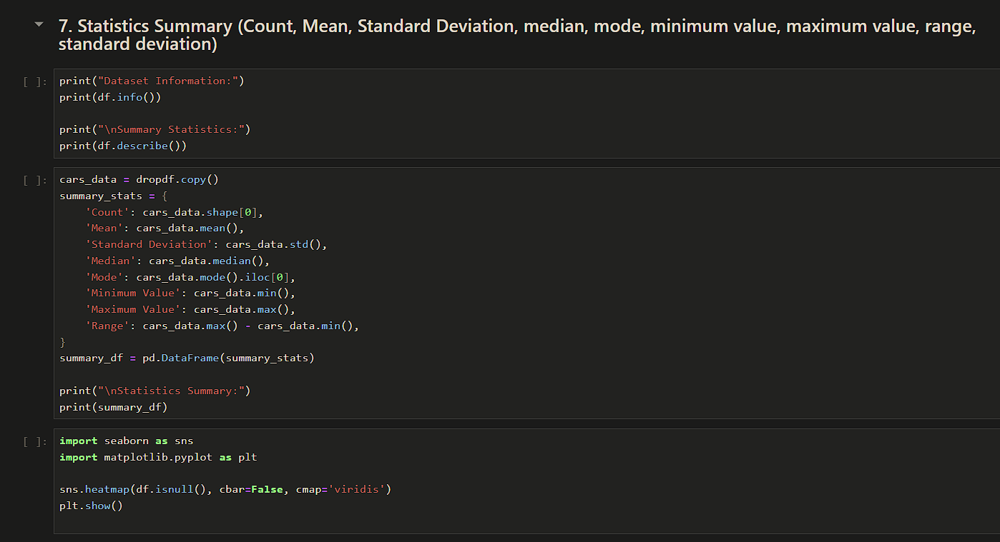 7. Statistics Summary (Count, Mean, Standard Deviation, median, mode, minimum value, maximum value, range,
standard deviation)
[ ]:
print("Dataset Information:")
print(df.info())
print("\nSummary Statistics:")
print(df.describe())
[ ]:
cars_data = dropdf.copy()
summary_stats = {
    'Count': cars_data.shape[0],
    'Mean': cars_data.mean(),
    'Standard Deviation': cars_data.std(),
    'Median': cars_data.median(),
    'Mode': cars_data.mode().iloc[0],
    'Minimum Value': cars_data.min(),
    'Maximum Value': cars_data.max(),
    'Range': cars_data.max() - cars_data.min(),
}
summary_df = pd.DataFrame(summary_stats)
print("\nStatistics Summary:")
print(summary_df)
[ ]:
import seaborn as sns
import matplotlib.pyplot as plt
sns.heatmap(df.isnull(), cbar=False, cmap='viridis')
plt.show()